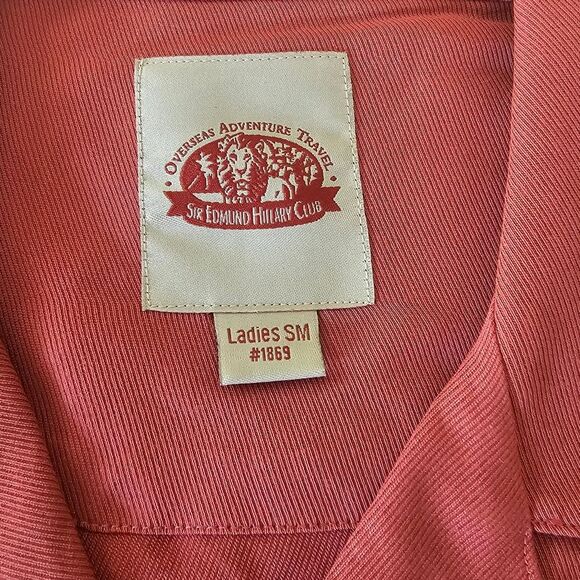 • OVERSEAS ADVENTURE TRAVEL •
SIR EDMUND HILLARY CLUB
Ladies SM
#1869